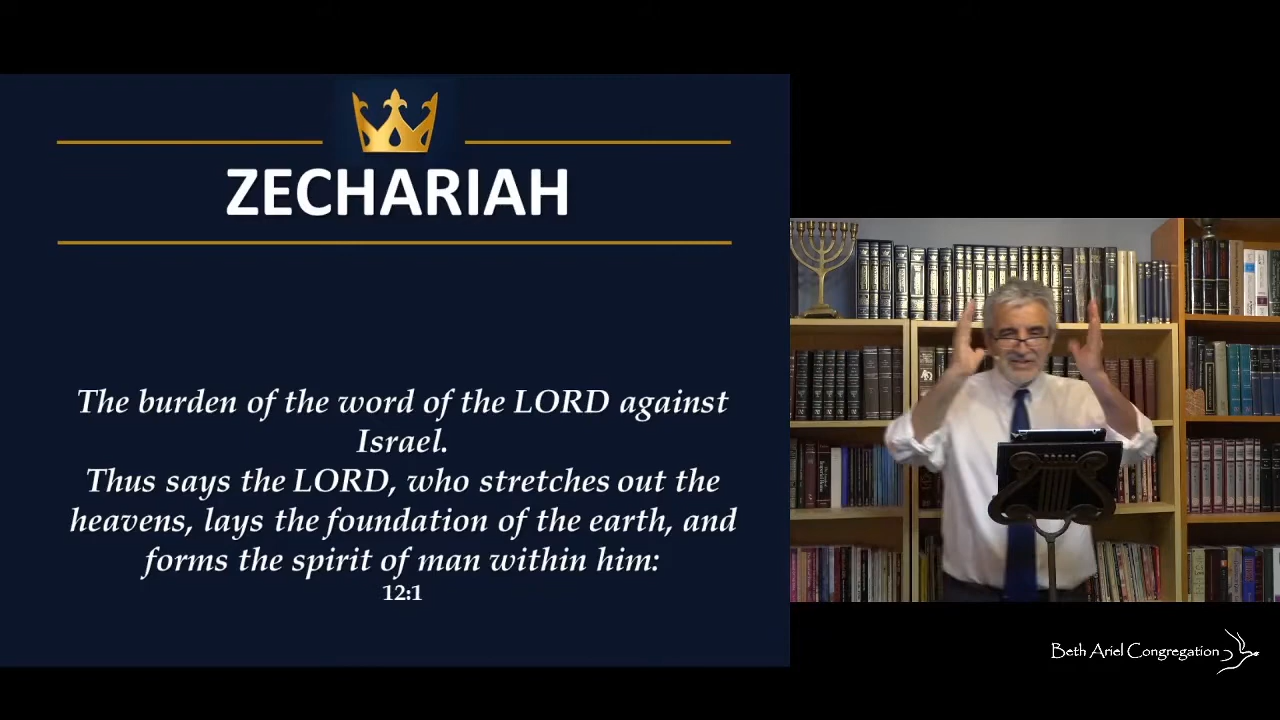 ZECHARIAH
The burden of the word of the LORD against
Israel.
Thus says the LORD, who stretches out the
heavens, lays the foundation of the earth, and
forms the spirit of man within him:
12:1
Beth Ariel Congregation